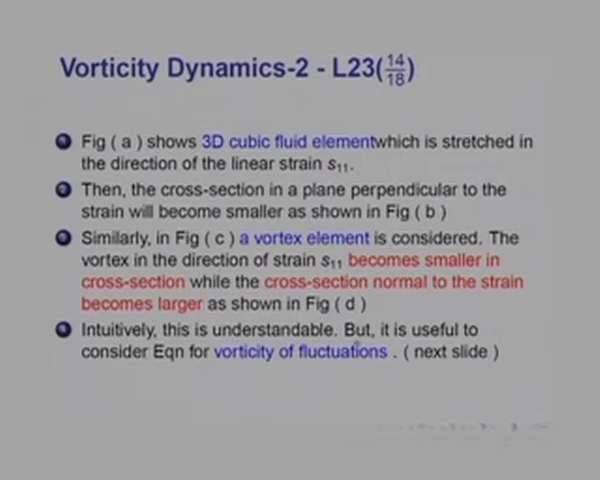 Vorticity Dynamics-2 - L23(14/18)
1 Fig ( a ) shows 3D cubic fluid elementwhich is stretched in
the direction of the linear strain s₁₁.
2 Then, the cross-section in a plane perpendicular to the
strain will become smaller as shown in Fig ( b )
3 Similarly, in Fig ( c ) a vortex element is considered. The
vortex in the direction of strain s₁₁ becomes smaller in
cross-section while the cross-section normal to the strain
becomes larger as shown in Fig ( d )
4 Intuitively, this is understandable. But, it is useful to
consider Eqn for vorticity of fluctuations . ( next slide )